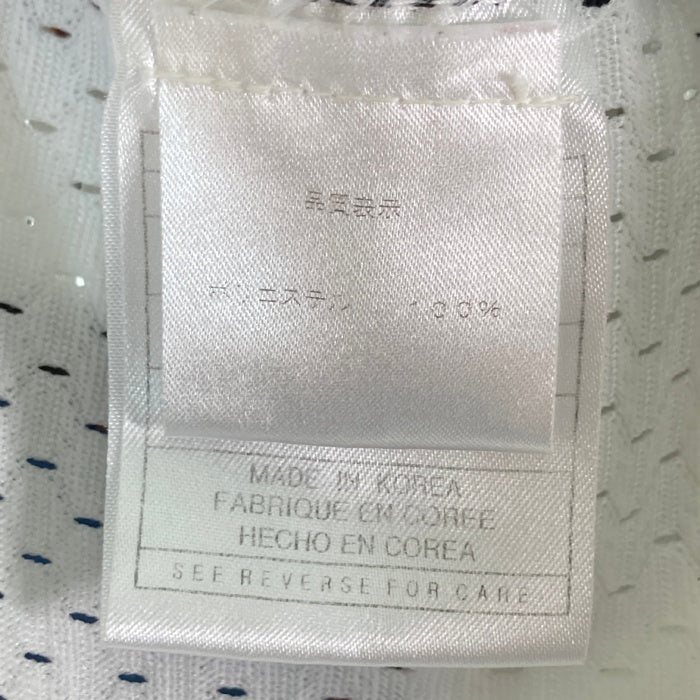 品質表示
ポリエステル 100%
MADE IN KOREA
FABRIQUE EN COREE
HECHO EN COREA
SEE REVERSE FOR CARE